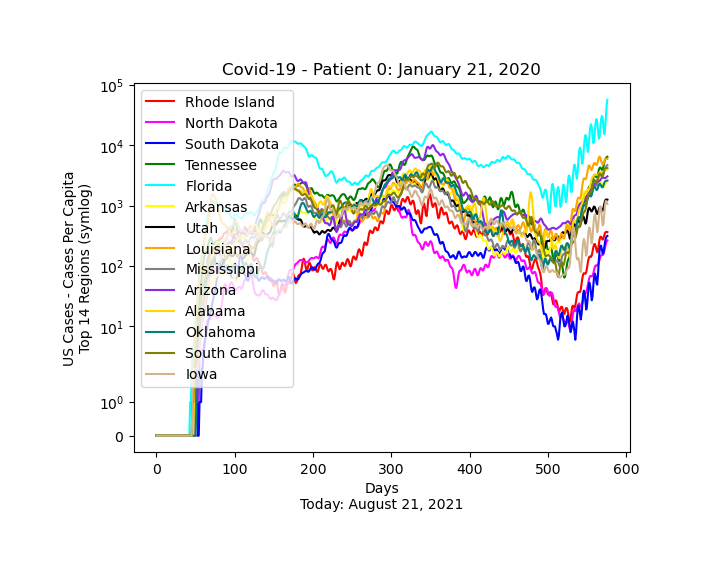 Covid-19 - Patient 0: January 21, 2020
US Cases - Cases Per Capita
Top 14 Regions (symlog)
10^5
10^4
10^3
10^2
10^1
10^0
0
Rhode Island
North Dakota
South Dakota
Tennessee
Florida
Arkansas
Utah
Louisiana
Mississippi
Arizona
Alabama
Oklahoma
South Carolina
Iowa
0 100 200 300 400 500 600
Days
Today: August 21, 2021